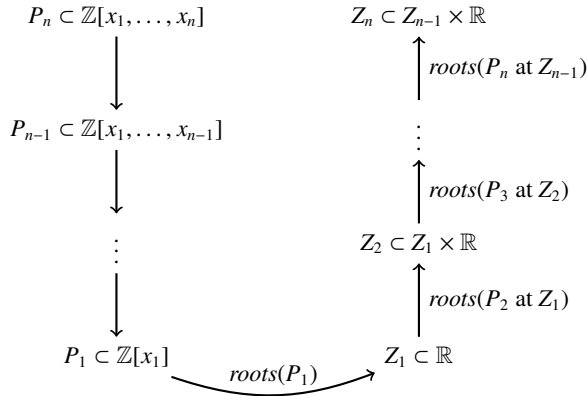 P_n ⊂ ℤ[x_1, . . . , x_n]
P_{n−1} ⊂ ℤ[x_1, . . . , x_{n−1}]
⋮
P_1 ⊂ ℤ[x_1]
roots(P_1)
Z_1 ⊂ ℝ
roots(P_2 at Z_1)
Z_2 ⊂ Z_1 × ℝ
roots(P_3 at Z_2)
⋮
roots(P_n at Z_{n−1})
Z_n ⊂ Z_{n−1} × ℝ